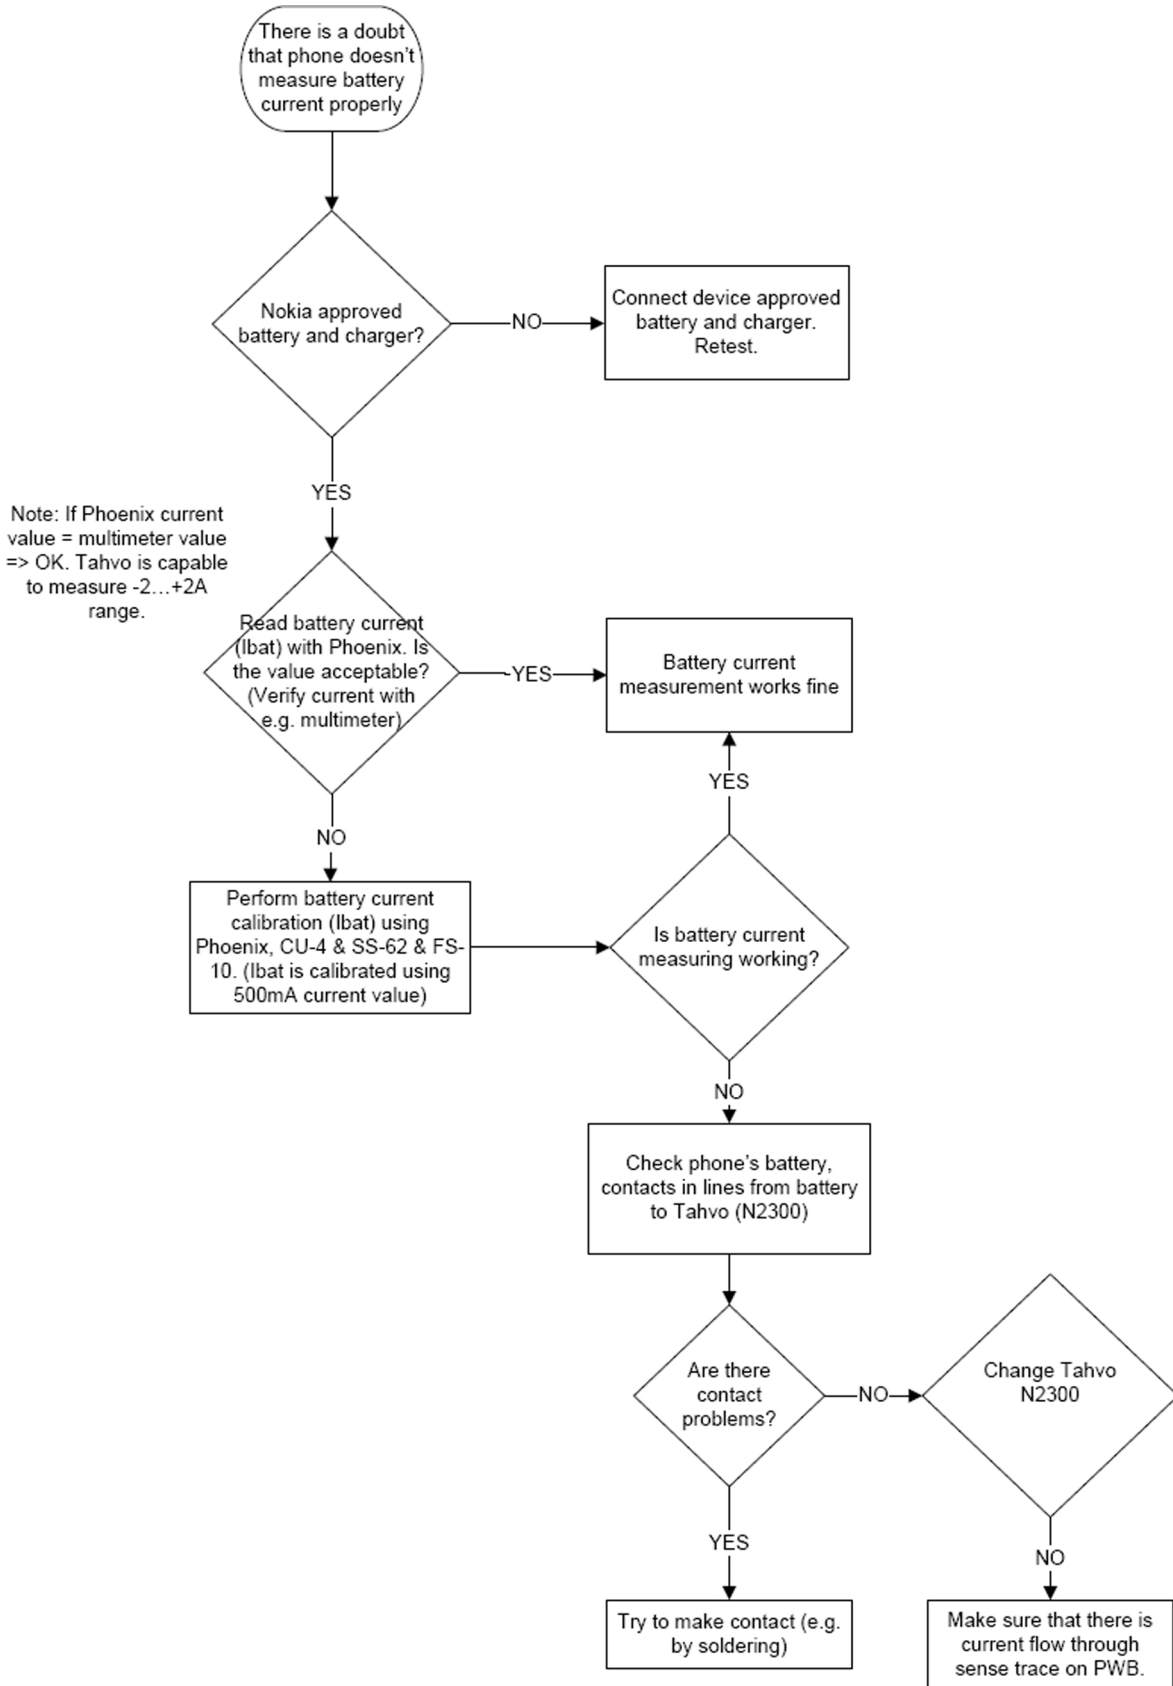 There is a doubt
that phone doesn't
measure battery
current properly
Nokia approved
battery and charger?
NO
Connect device approved
battery and charger.
Retest.
YES
Note: If Phoenix current
value = multimeter value
=> OK. Tahvo is capable
to measure -2...+2A
range.
Read battery current
(Ibat) with Phoenix. Is
the value acceptable?
(Verify current with
e.g. multimeter)
YES
Battery current
measurement works fine
YES
NO
Perform battery current
calibration (Ibat) using
Phoenix, CU-4 & SS-62 & FS-
10. (Ibat is calibrated using
500mA current value)
Is battery current
measuring working?
NO
Check phone's battery,
contacts in lines from battery
to Tahvo (N2300)
Are there
contact
problems?
NO
Change Tahvo
N2300
YES
NO
Try to make contact (e.g.
by soldering)
Make sure that there is
current flow through
sense trace on PWB.